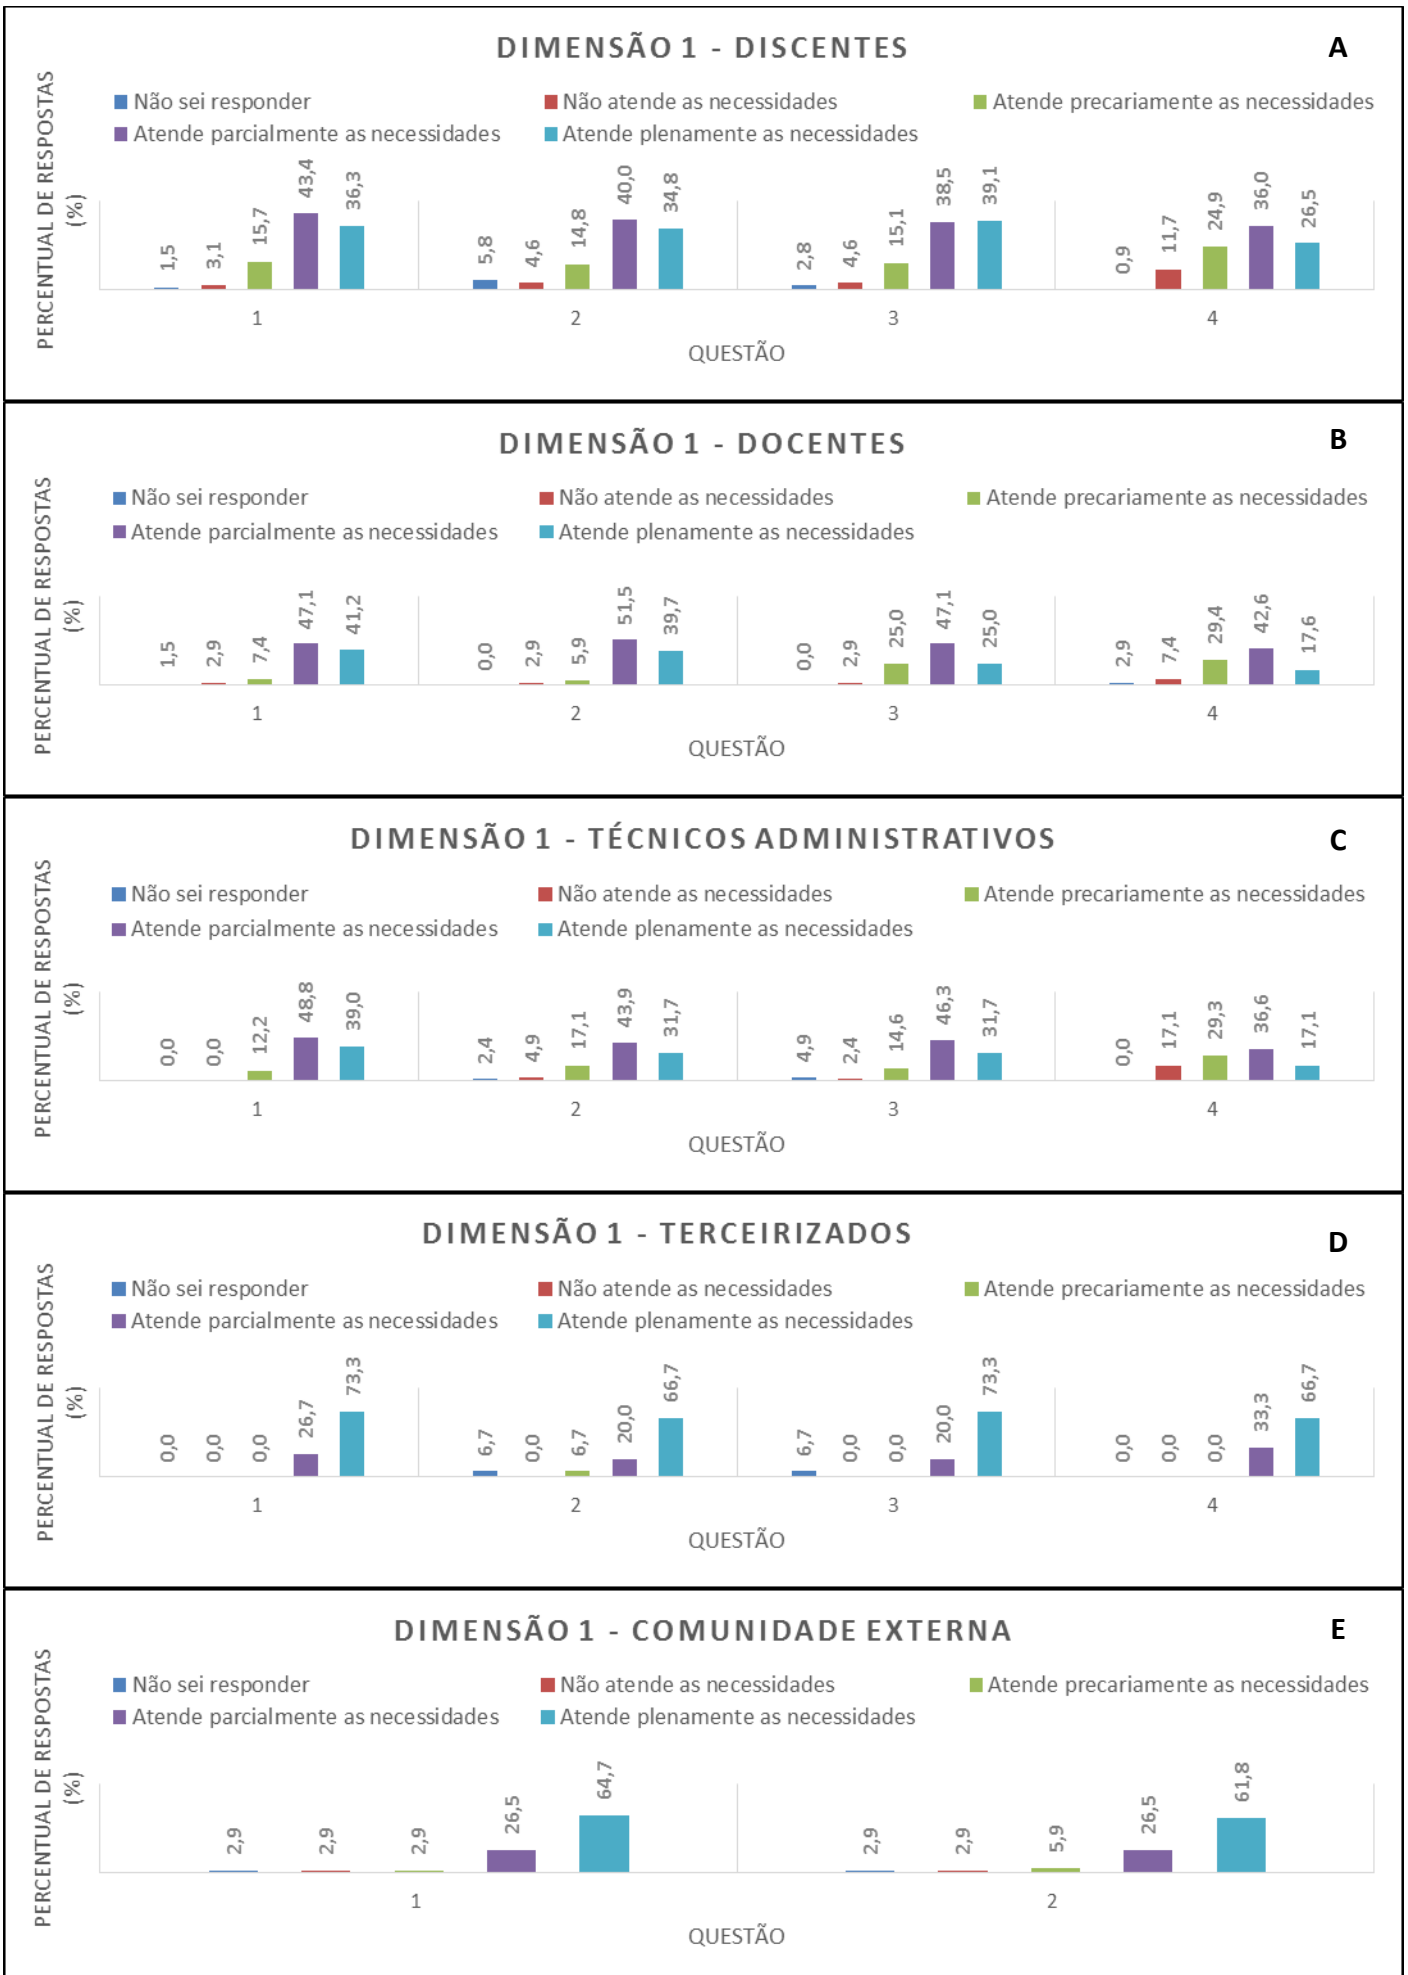 DIMENSÃO 1 - DISCENTES
A
Não sei responder
Não atende as necessidades
Atende precariamente as necessidades
Atende parcialmente as necessidades
Atende plenamente as necessidades
PERCENTUAL DE RESPOSTAS
(%)
1,5 3,1 15,7 43,4 36,3
5,8 4,6 14,8 40,0 34,8
2,8 4,6 15,1 38,5 39,1
0,9 11,7 24,9 36,0 26,5
1 2 3 4
QUESTÃO
DIMENSÃO 1 - DOCENTES
B
Não sei responder
Não atende as necessidades
Atende precariamente as necessidades
Atende parcialmente as necessidades
Atende plenamente as necessidades
PERCENTUAL DE RESPOSTAS
(%)
1,5 2,9 7,4 47,1 41,2
0,0 2,9 5,9 51,5 39,7
0,0 2,9 25,0 47,1 25,0
2,9 7,4 29,4 42,6 17,6
1 2 3 4
QUESTÃO
DIMENSÃO 1 - TÉCNICOS ADMINISTRATIVOS
C
Não sei responder
Não atende as necessidades
Atende precariamente as necessidades
Atende parcialmente as necessidades
Atende plenamente as necessidades
PERCENTUAL DE RESPOSTAS
(%)
0,0 0,0 12,2 48,8 39,0
2,4 4,9 17,1 43,9 31,7
4,9 2,4 14,6 46,3 31,7
0,0 17,1 29,3 36,6 17,1
1 2 3 4
QUESTÃO
DIMENSÃO 1 - TERCEIRIZADOS
D
Não sei responder
Não atende as necessidades
Atende precariamente as necessidades
Atende parcialmente as necessidades
Atende plenamente as necessidades
PERCENTUAL DE RESPOSTAS
(%)
0,0 0,0 0,0 26,7 73,3
6,7 0,0 6,7 20,0 66,7
6,7 0,0 0,0 20,0 73,3
0,0 0,0 0,0 33,3 66,7
1 2 3 4
QUESTÃO
DIMENSÃO 1 - COMUNIDADE EXTERNA
E
Não sei responder
Não atende as necessidades
Atende precariamente as necessidades
Atende parcialmente as necessidades
Atende plenamente as necessidades
PERCENTUAL DE RESPOSTAS
(%)
2,9 2,9 2,9 26,5 64,7
2,9 2,9 5,9 26,5 61,8
1 2
QUESTÃO